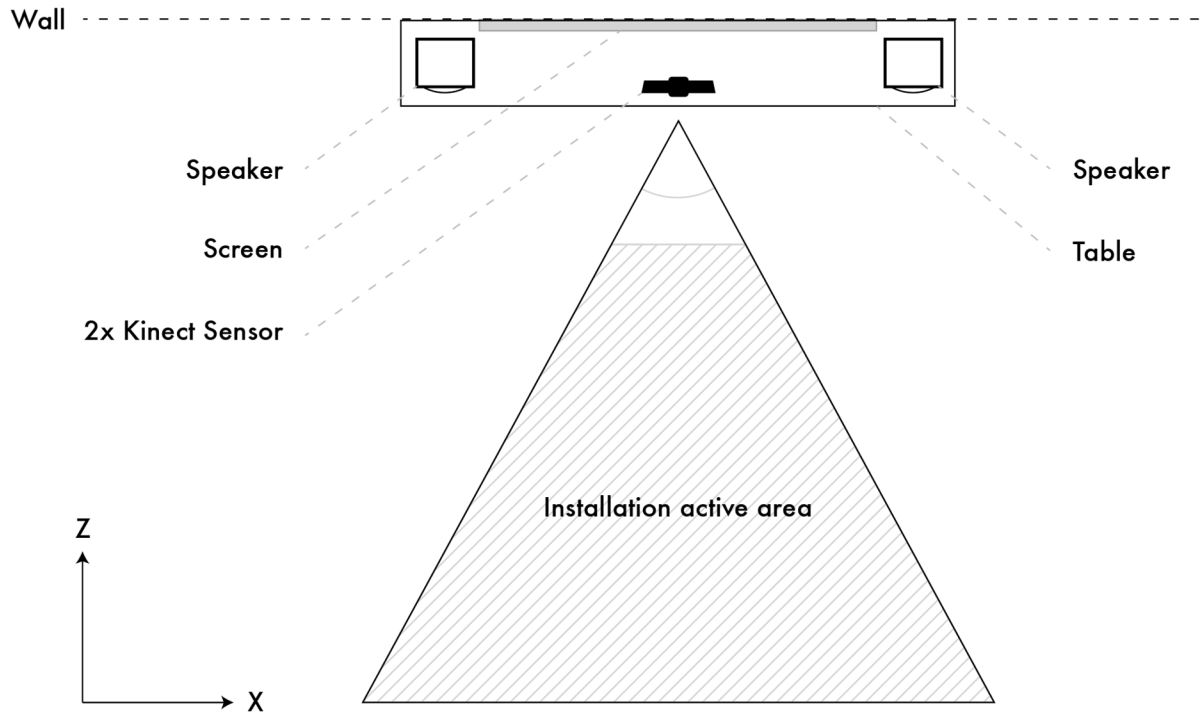 Wall
Speaker
Speaker
Screen
Table
2x Kinect Sensor
Installation active area
Z
X